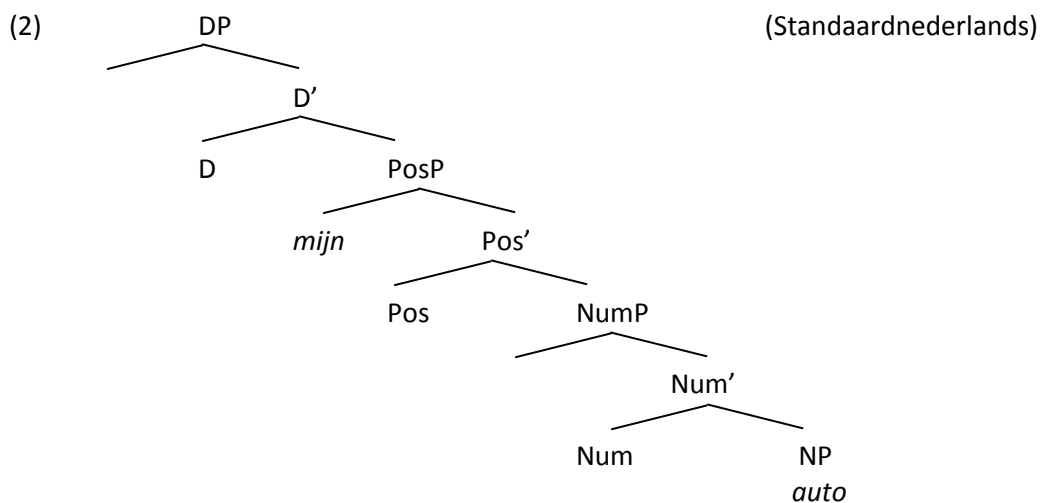 (2) DP (Standaardnederlands)
D’
D PosP
mijn Pos’
Pos NumP
Num’
Num NP
auto